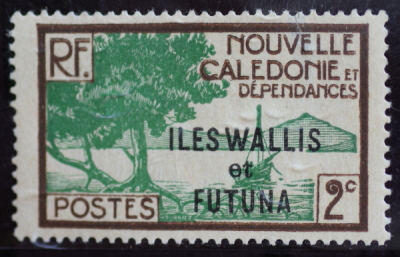 RF.
NOUVELLE
CALEDONIE ET
DÉPENDANCES
ILES WALLIS
et
FUTUNA
POSTES
2c